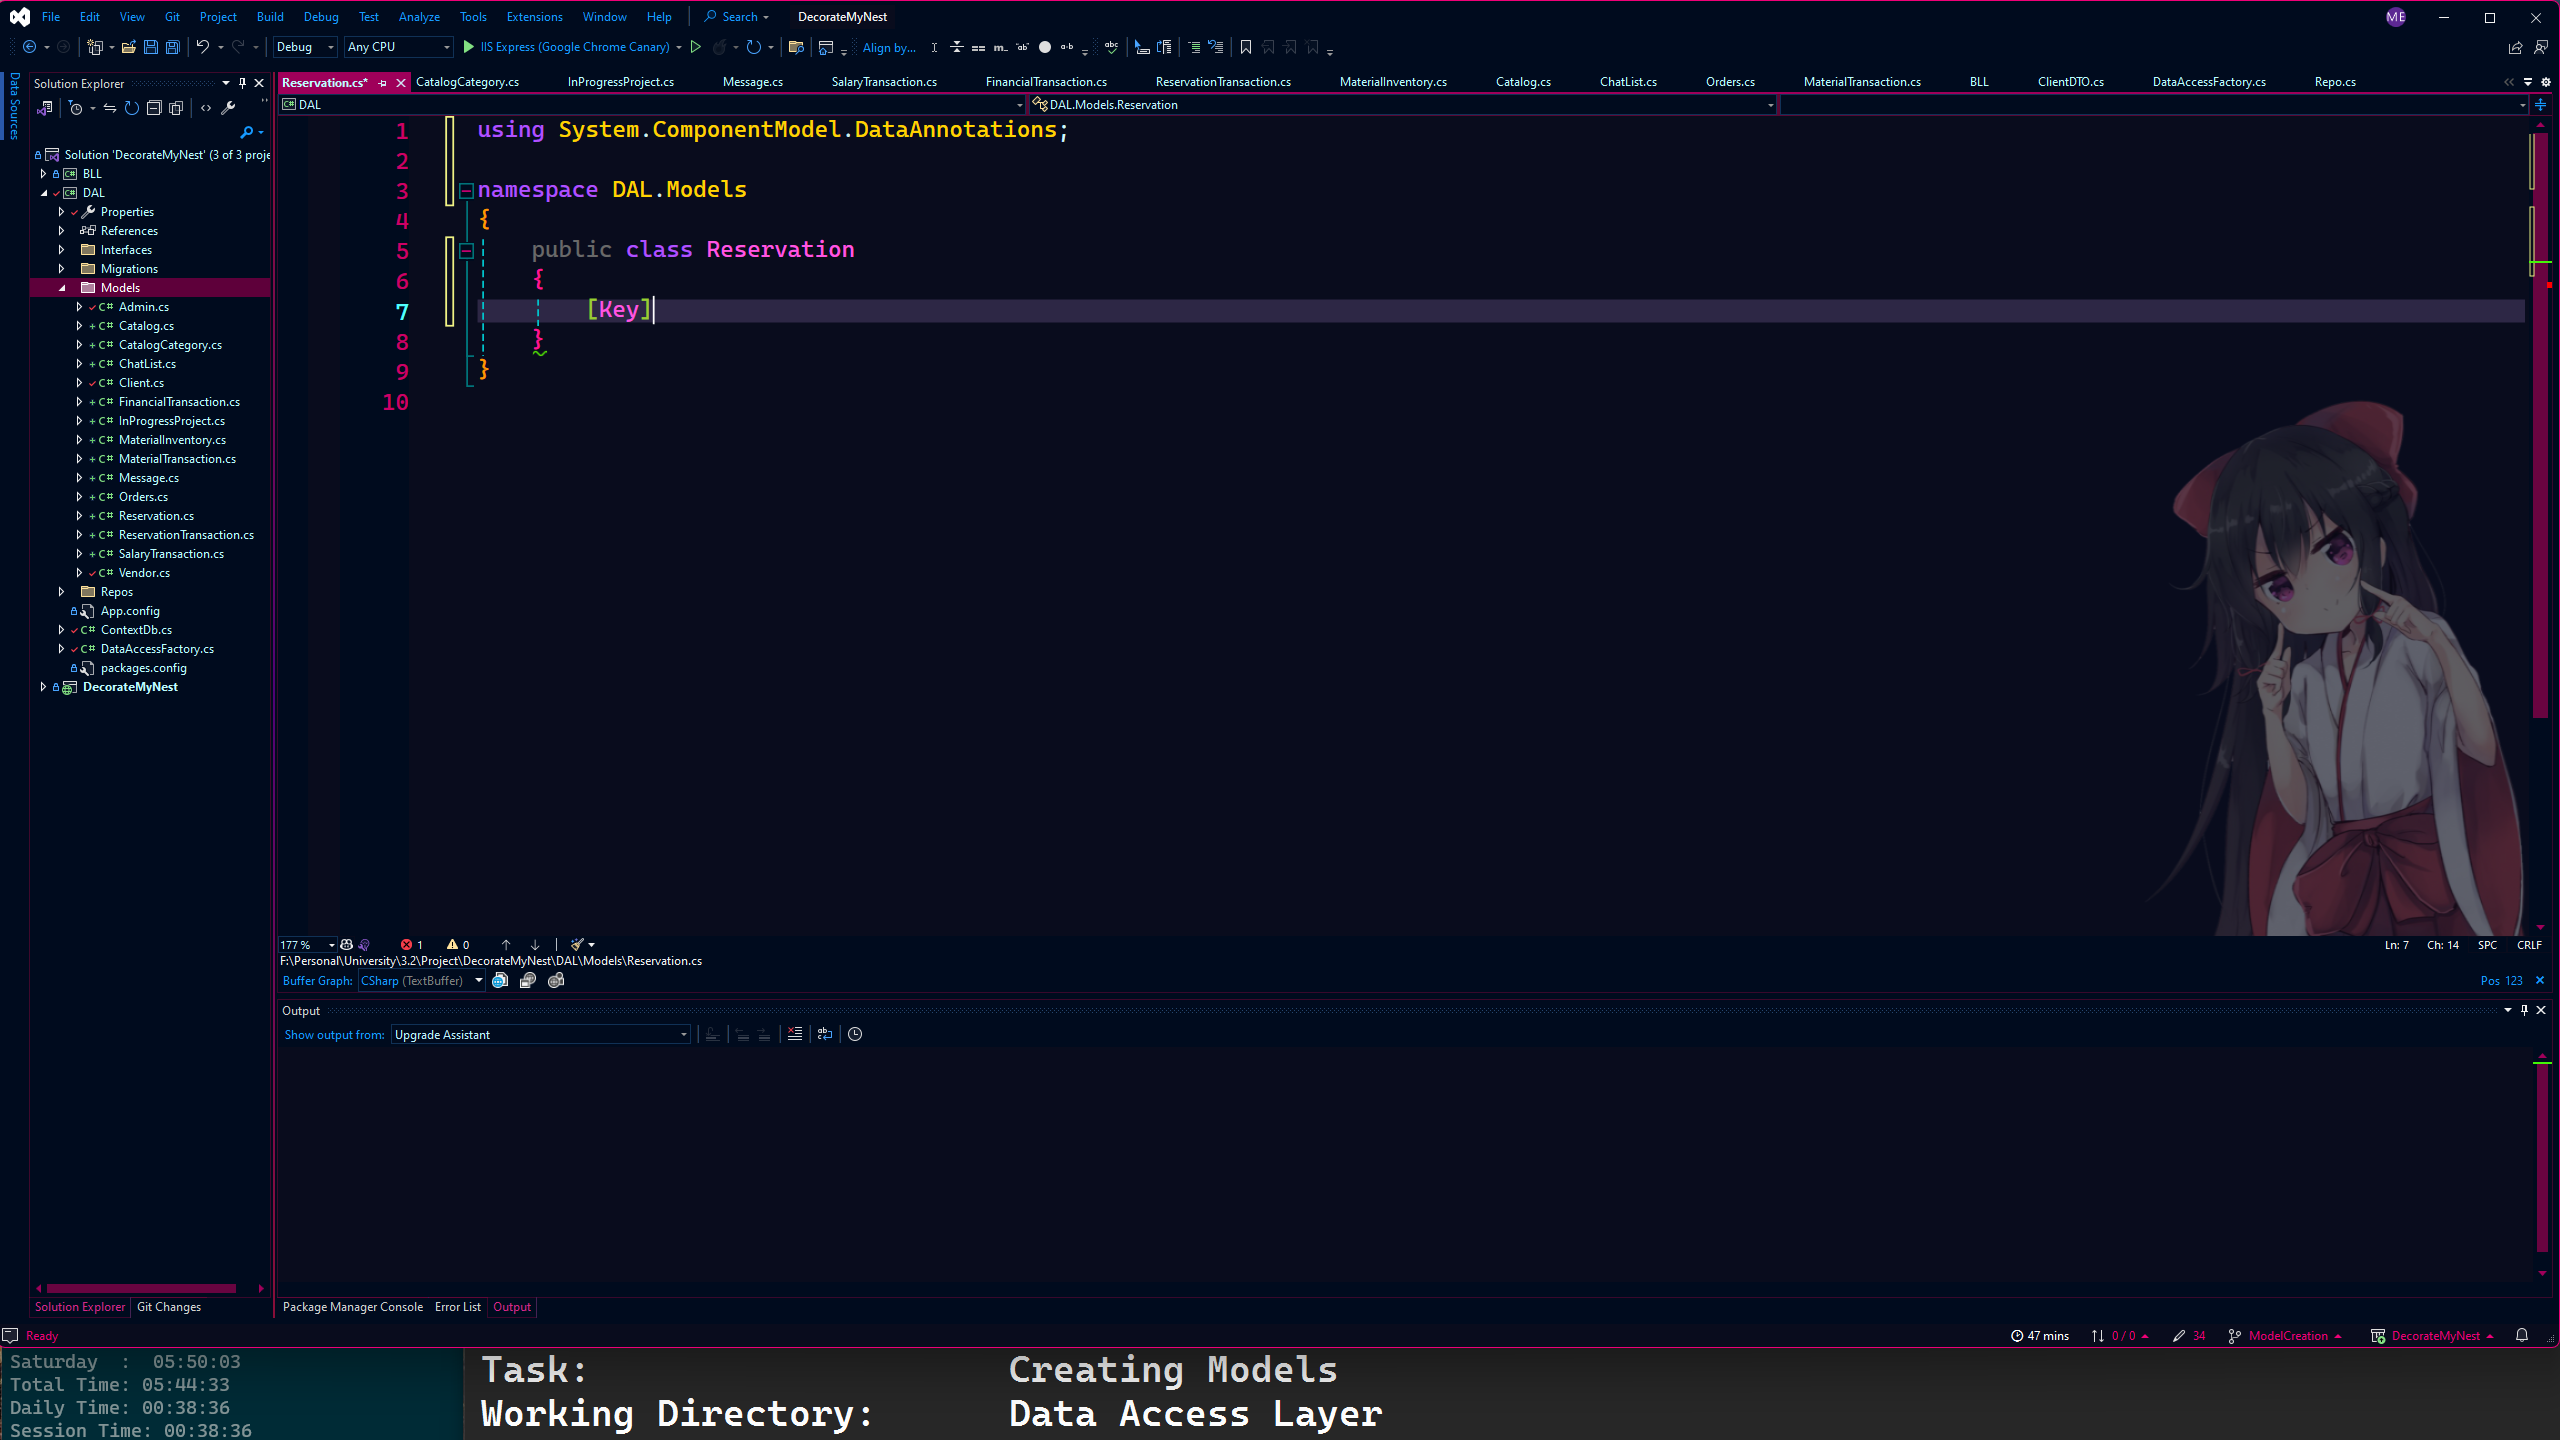 File Edit View Git Project Build Debug Test Analyze Tools Extensions Window Help Search DecorateMyNest ME
Debug Any CPU IIS Express (Google Chrome Canary) Align by...
Data Sources
Solution Explorer
Reservation.cs* CatalogCategory.cs InProgressProject.cs Message.cs SalaryTransaction.cs FinancialTransaction.cs ReservationTransaction.cs MaterialInventory.cs Catalog.cs ChatList.cs Orders.cs MaterialTransaction.cs BLL ClientDTO.cs DataAccessFactory.cs Repo.cs
DAL DAL.Models.Reservation
Solution 'DecorateMyNest' (3 of 3 proje
BLL
DAL
Properties
References
Interfaces
Migrations
Models
Admin.cs
Catalog.cs
CatalogCategory.cs
ChatList.cs
Client.cs
FinancialTransaction.cs
InProgressProject.cs
MaterialInventory.cs
MaterialTransaction.cs
Message.cs
Orders.cs
Reservation.cs
ReservationTransaction.cs
SalaryTransaction.cs
Vendor.cs
Repos
App.config
ContextDb.cs
DataAccessFactory.cs
packages.config
DecorateMyNest
1 using System.ComponentModel.DataAnnotations;
2
3 namespace DAL.Models
4 {
5 public class Reservation
6 {
7 [Key]
8 }
9 }
10
177 % 1 0 Ln: 7 Ch: 14 SPC CRLF
F:\Personal\University\3.2\Project\DecorateMyNest\DAL\Models\Reservation.cs
Buffer Graph: CSharp (TextBuffer) Pos 123
Output
Show output from: Upgrade Assistant
Solution Explorer Git Changes
Package Manager Console Error List Output
Ready 47 mins 0 / 0 34 ModelCreation DecorateMyNest
Saturday : 05:50:03
Total Time: 05:44:33
Daily Time: 00:38:36
Session Time: 00:38:36
Task: Creating Models
Working Directory: Data Access Layer